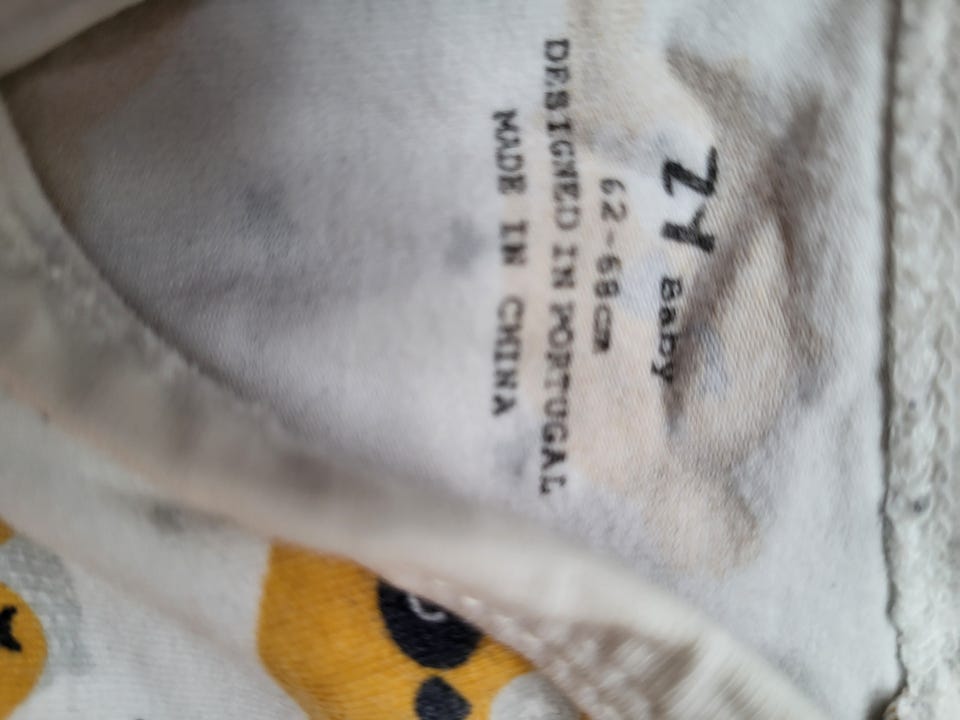 ZY Baby
62-68cm
DESIGNED IN PORTUGAL
MADE IN CHINA